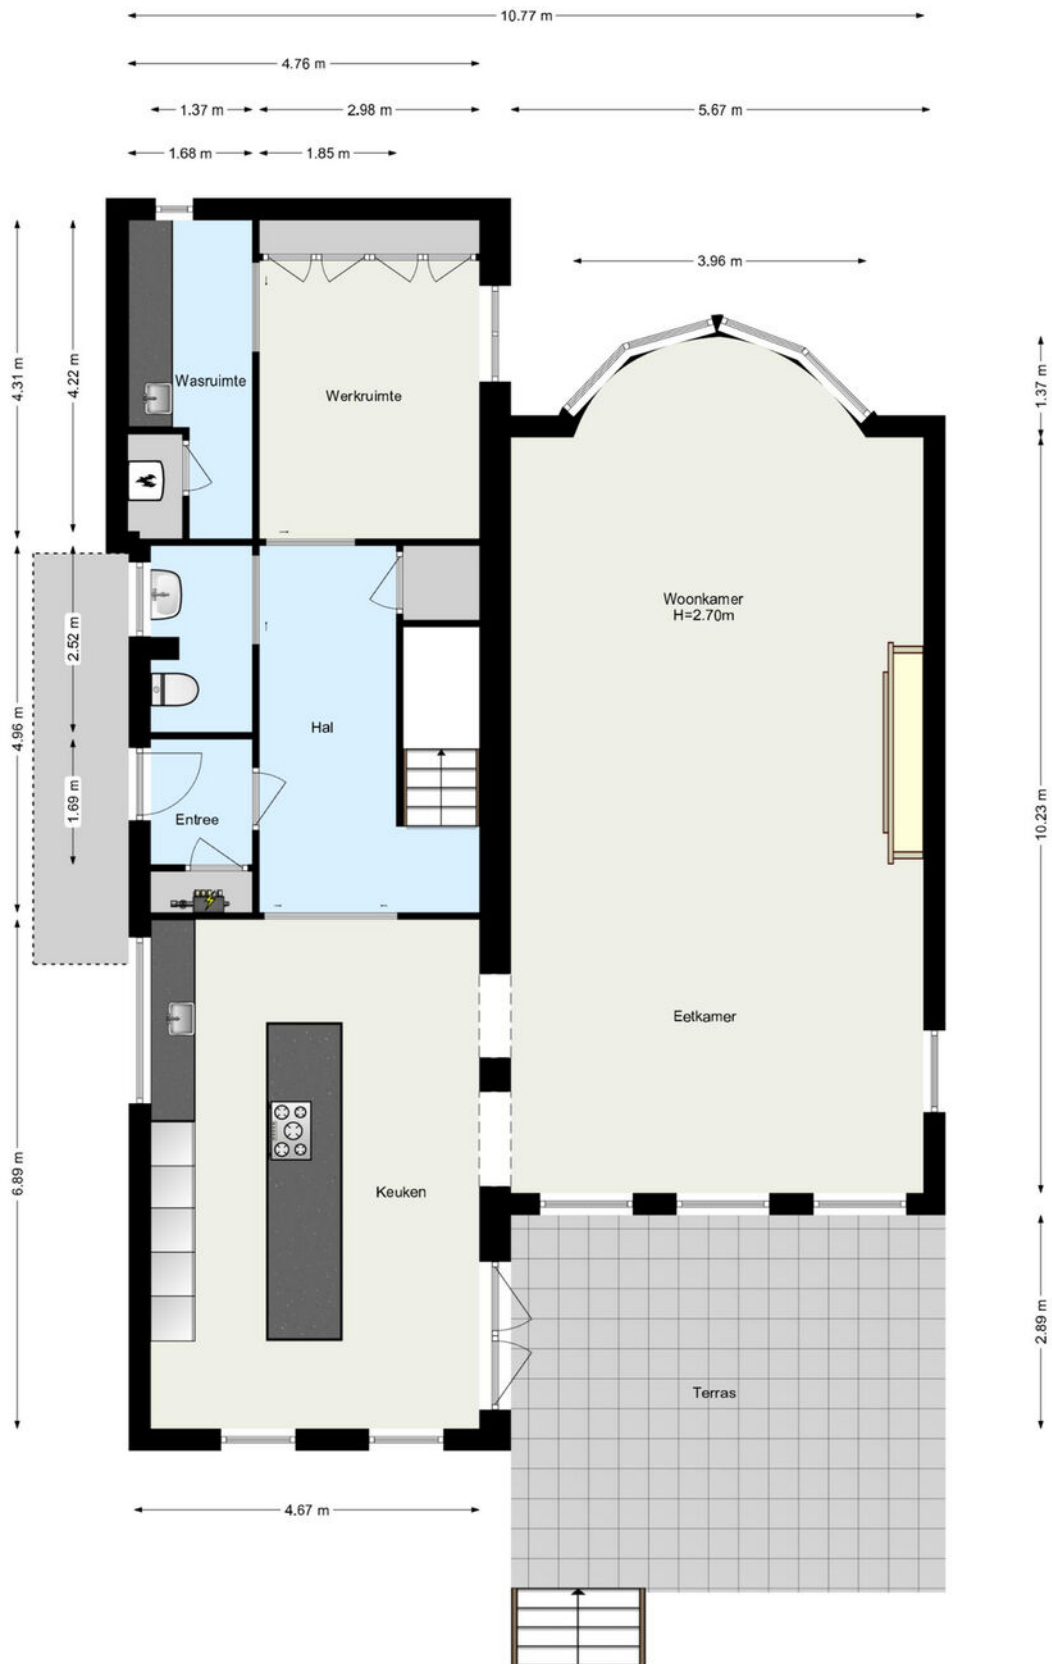 10.77 m
4.76 m
1.37 m
2.98 m
5.67 m
1.68 m
1.85 m
3.96 m
4.31 m
4.22 m
1.37 m
Wasruimte
Werkruimte
Woonkamer
H=2.70m
2.52 m
4.96 m
Hal
1.69 m
Entree
10.23 m
Eetkamer
6.89 m
Keuken
2.89 m
Terras
4.67 m